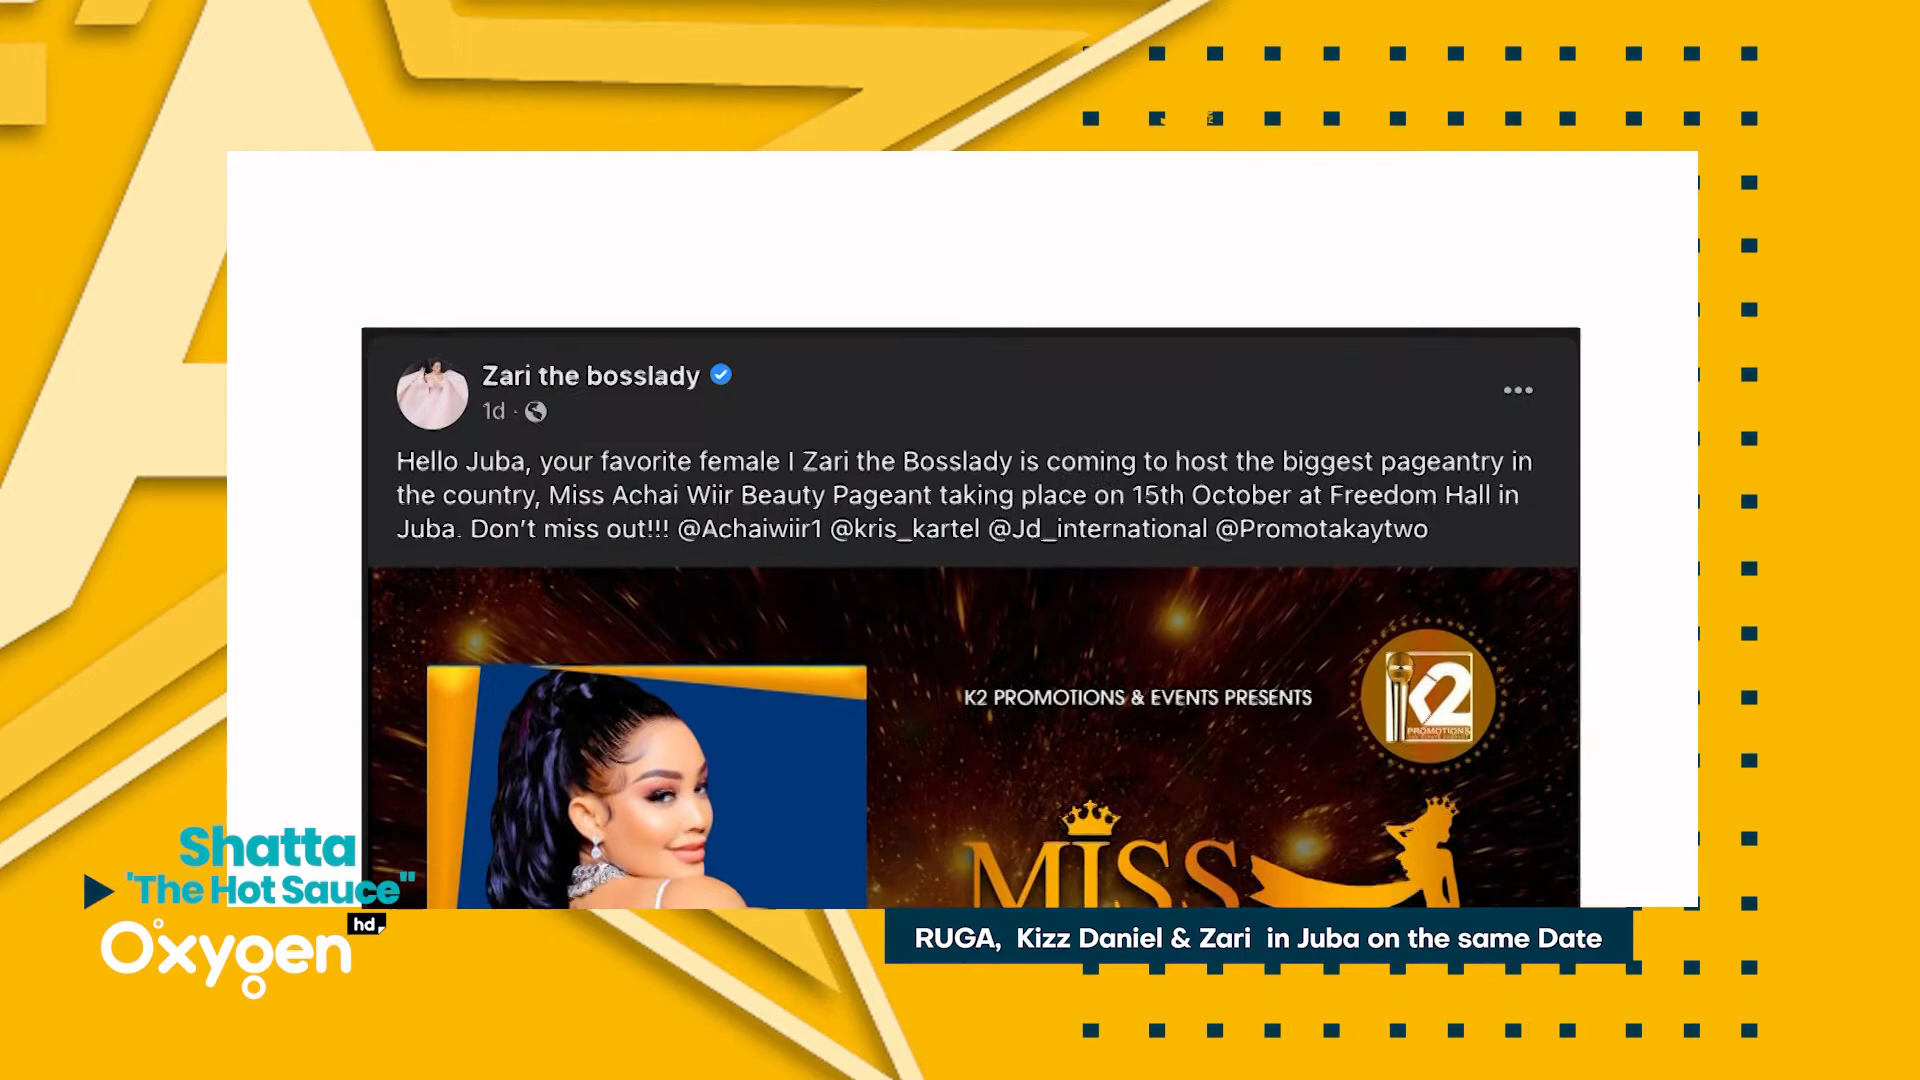 Zari the bosslady
1d ·
Hello Juba, your favorite female I Zari the Bosslady is coming to host the biggest pageantry in
the country, Miss Achai Wiir Beauty Pageant taking place on 15th October at Freedom Hall in
Juba. Don't miss out!!! @Achaiwiir1 @kris_kartel @Jd_international @Promotakaytwo
K2 PROMOTIONS & EVENTS PRESENTS
K2
PROMOTIONS
MISS
Shatta
'The Hot Sauce"
Oxygen hd
RUGA, Kizz Daniel & Zari in Juba on the same Date